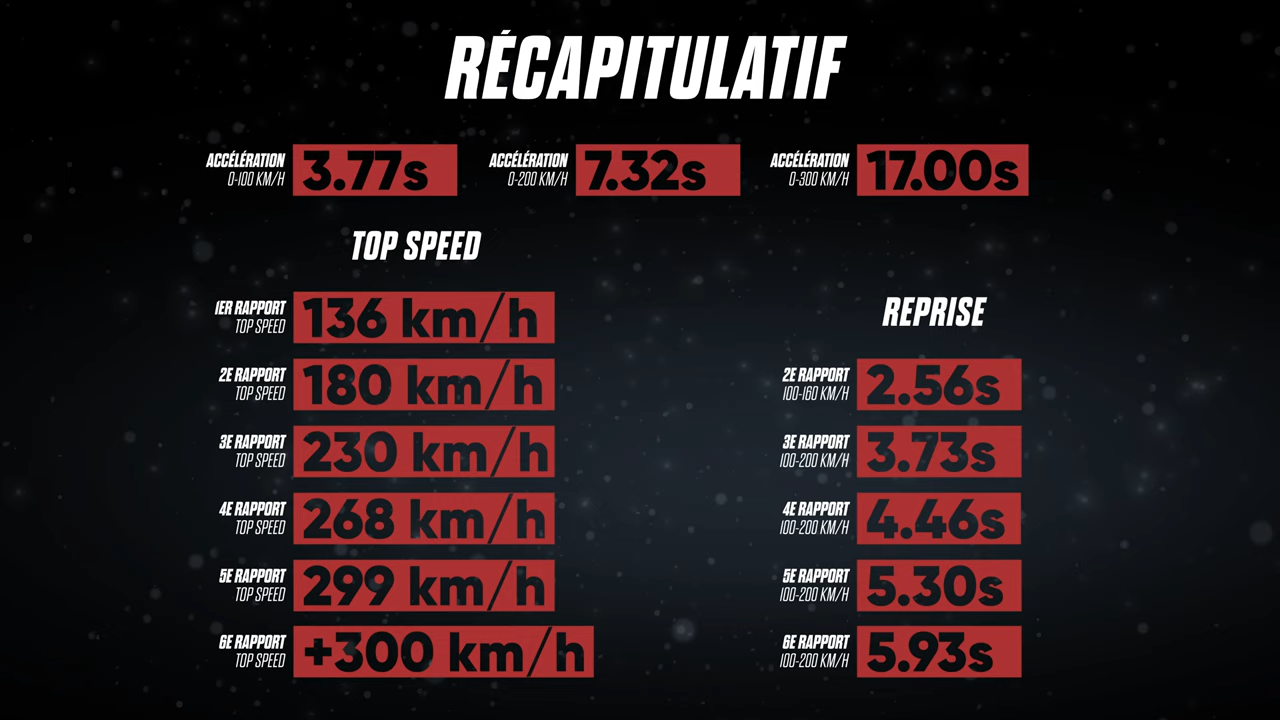 RÉCAPITULATIF
ACCÉLÉRATION
0-100 KM/H
3.77s
ACCÉLÉRATION
0-200 KM/H
7.32s
ACCÉLÉRATION
0-300 KM/H
17.00s
TOP SPEED
1ER RAPPORT
TOP SPEED
136 km/h
2E RAPPORT
TOP SPEED
180 km/h
3E RAPPORT
TOP SPEED
230 km/h
4E RAPPORT
TOP SPEED
268 km/h
5E RAPPORT
TOP SPEED
299 km/h
6E RAPPORT
TOP SPEED
+300 km/h
REPRISE
2E RAPPORT
100-160 KM/H
2.56s
3E RAPPORT
100-200 KM/H
3.73s
4E RAPPORT
100-200 KM/H
4.46s
5E RAPPORT
100-200 KM/H
5.30s
6E RAPPORT
100-200 KM/H
5.93s